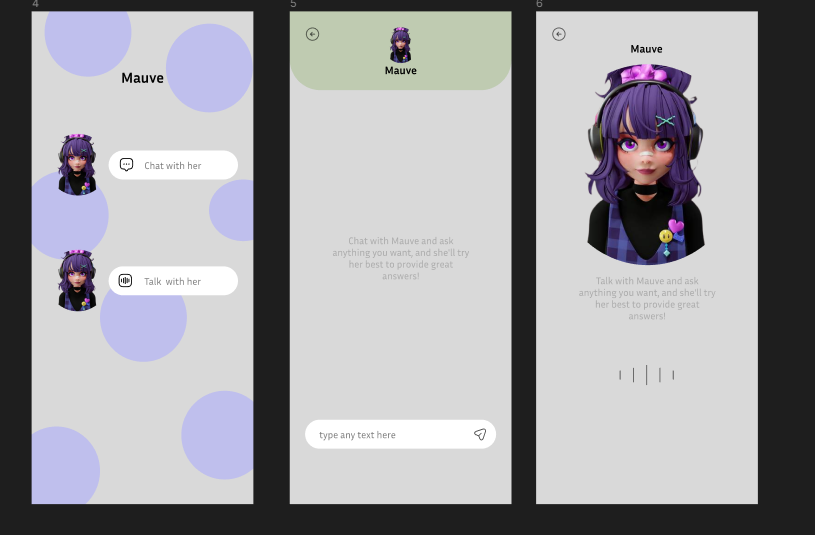 4
Mauve
Chat with her
Talk with her
5
Mauve
Chat with Mauve and ask
anything you want, and she'll try
her best to provide great
answers!
type any text here
6
Mauve
Talk with Mauve and ask
anything you want, and she'll try
her best to provide great
answers!